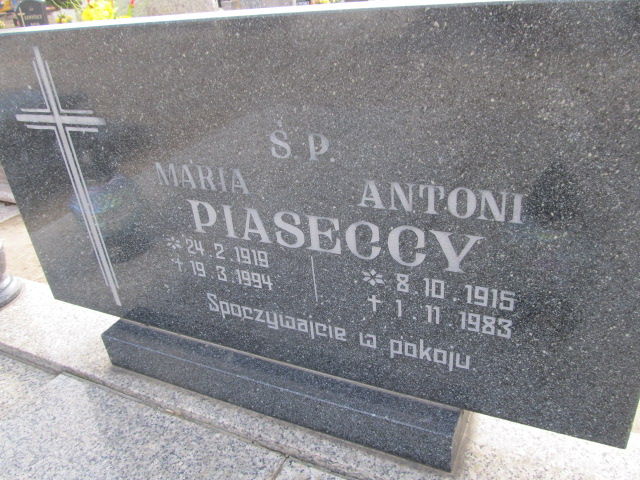 Ś.P.
MARIA ANTONI
PIASECCY
* 24. 2. 1919 * 8. 10. 1915
† 19. 3. 1994 † 1. 11. 1983
Spoczywajcie w pokoju.